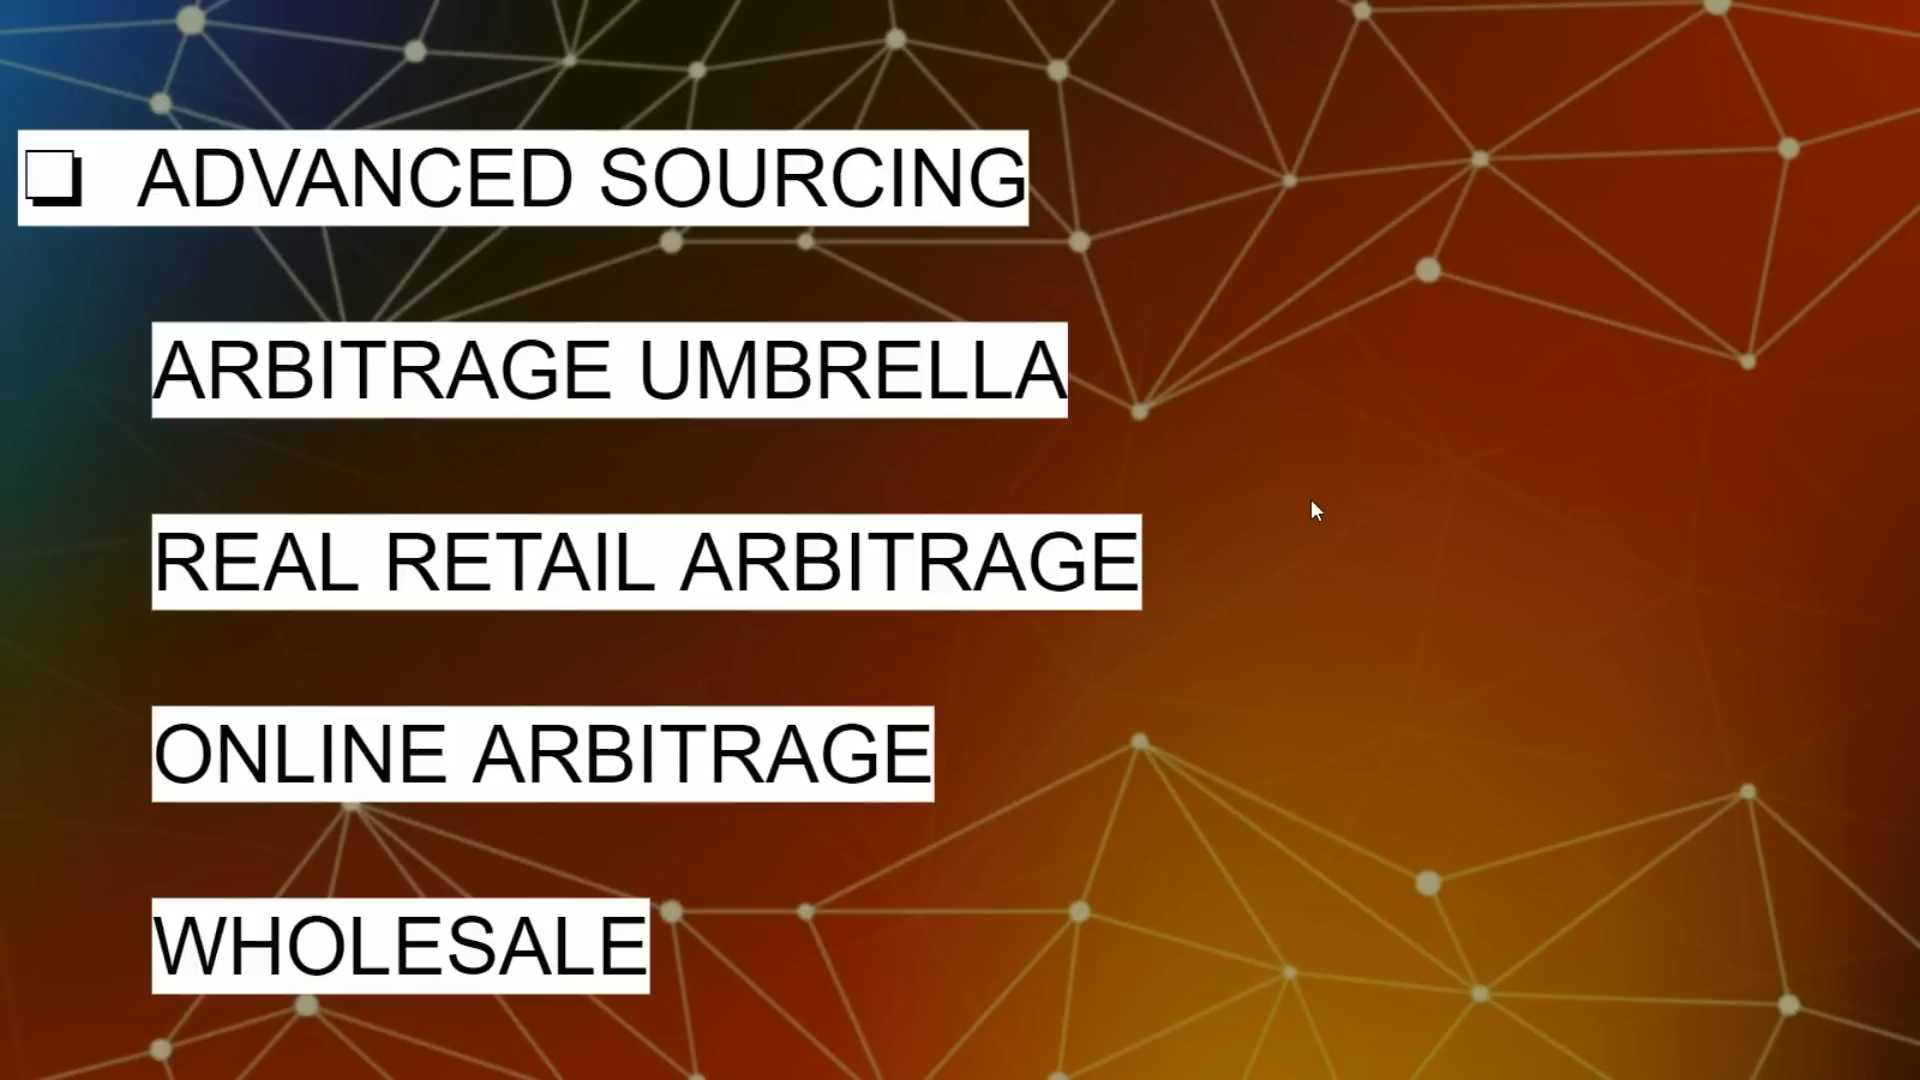 ❏ ADVANCED SOURCING
ARBITRAGE UMBRELLA
REAL RETAIL ARBITRAGE
ONLINE ARBITRAGE
WHOLESALE